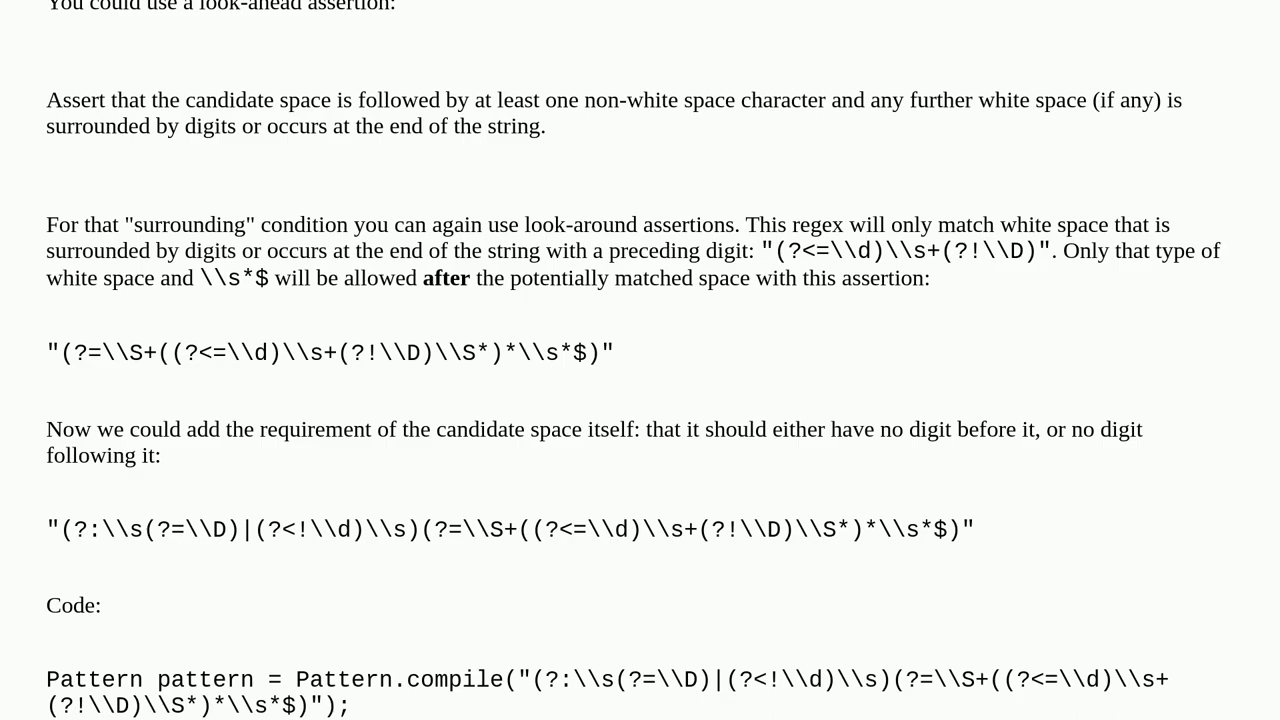 You could use a look-ahead assertion:
Assert that the candidate space is followed by at least one non-white space character and any further white space (if any) is
surrounded by digits or occurs at the end of the string.
For that "surrounding" condition you can again use look-around assertions. This regex will only match white space that is
surrounded by digits or occurs at the end of the string with a preceding digit: "(?<=\\d)\\s+(?!\\D)". Only that type of
white space and \\s*$ will be allowed after the potentially matched space with this assertion:
"(?=\\S+((?<=\\d)\\s+(?!\\D)\\S*)*\\s*$)"
Now we could add the requirement of the candidate space itself: that it should either have no digit before it, or no digit
following it:
"(?:\\s(?=\\D)|(?<!\\d)\\s)(?=\\S+((?<=\\d)\\s+(?!\\D)\\S*)*\\s*$)"
Code:
Pattern pattern = Pattern.compile("(?:\\s(?=\\D)|(?<!\\d)\\s)(?=\\S+((?<=\\d)\\s+
(?!\\D)\\S*)*\\s*$)");